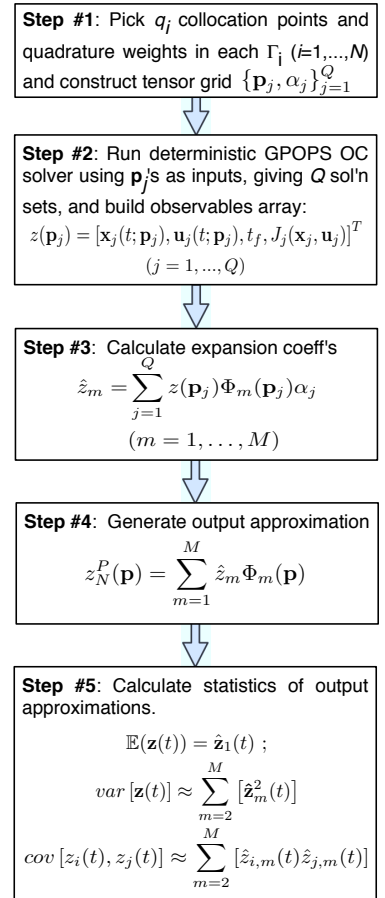 Step #1: Pick q_i collocation points and
quadrature weights in each Γ_i (i=1,...,N)
and construct tensor grid {p_j, α_j}_{j=1}^Q
Step #2: Run deterministic GPOPS OC
solver using p_j's as inputs, giving Q sol'n
sets, and build observables array:
z(p_j) = [x_j(t; p_j), u_j(t; p_j), t_f, J_j(x_j, u_j)]^T
(j = 1, ..., Q)
Step #3: Calculate expansion coeff's
ẑ_m = ∑_{j=1}^Q z(p_j)Φ_m(p_j)α_j
(m = 1, . . . , M)
Step #4: Generate output approximation
z_N^P(p) = ∑_{m=1}^M ẑ_m Φ_m(p)
Step #5: Calculate statistics of output
approximations.
𝔼(z(t)) = ẑ_1(t) ;
var [z(t)] ≈ ∑_{m=2}^M [ẑ_m^2(t)]
cov [z_i(t), z_j(t)] ≈ ∑_{m=2}^M [ẑ_{i,m}(t)ẑ_{j,m}(t)]